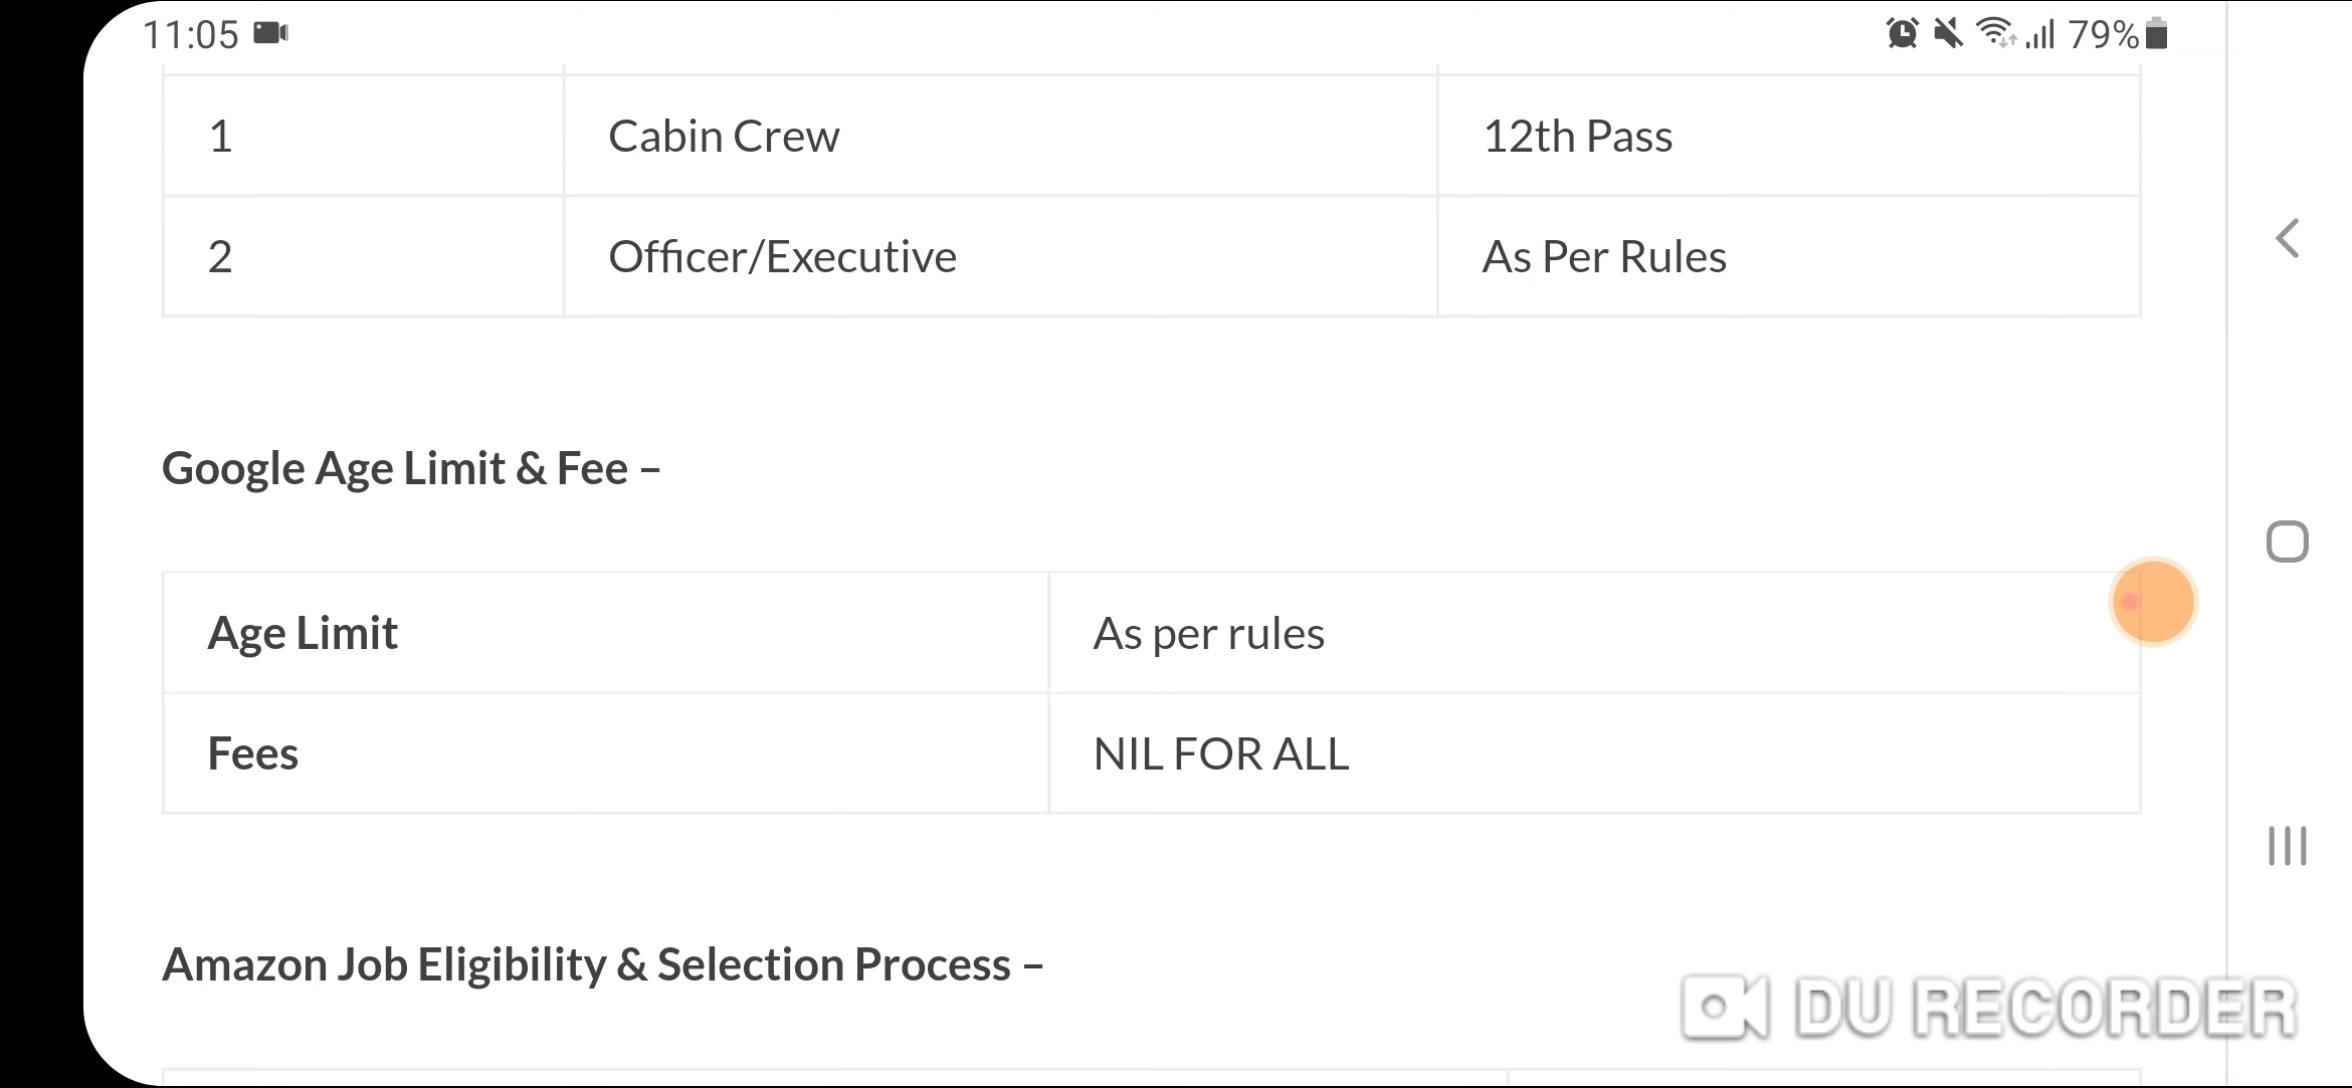 11:05 79%
1 Cabin Crew 12th Pass
2 Officer/Executive As Per Rules
Google Age Limit & Fee –
Age Limit As per rules
Fees NIL FOR ALL
Amazon Job Eligibility & Selection Process –
DU RECORDER